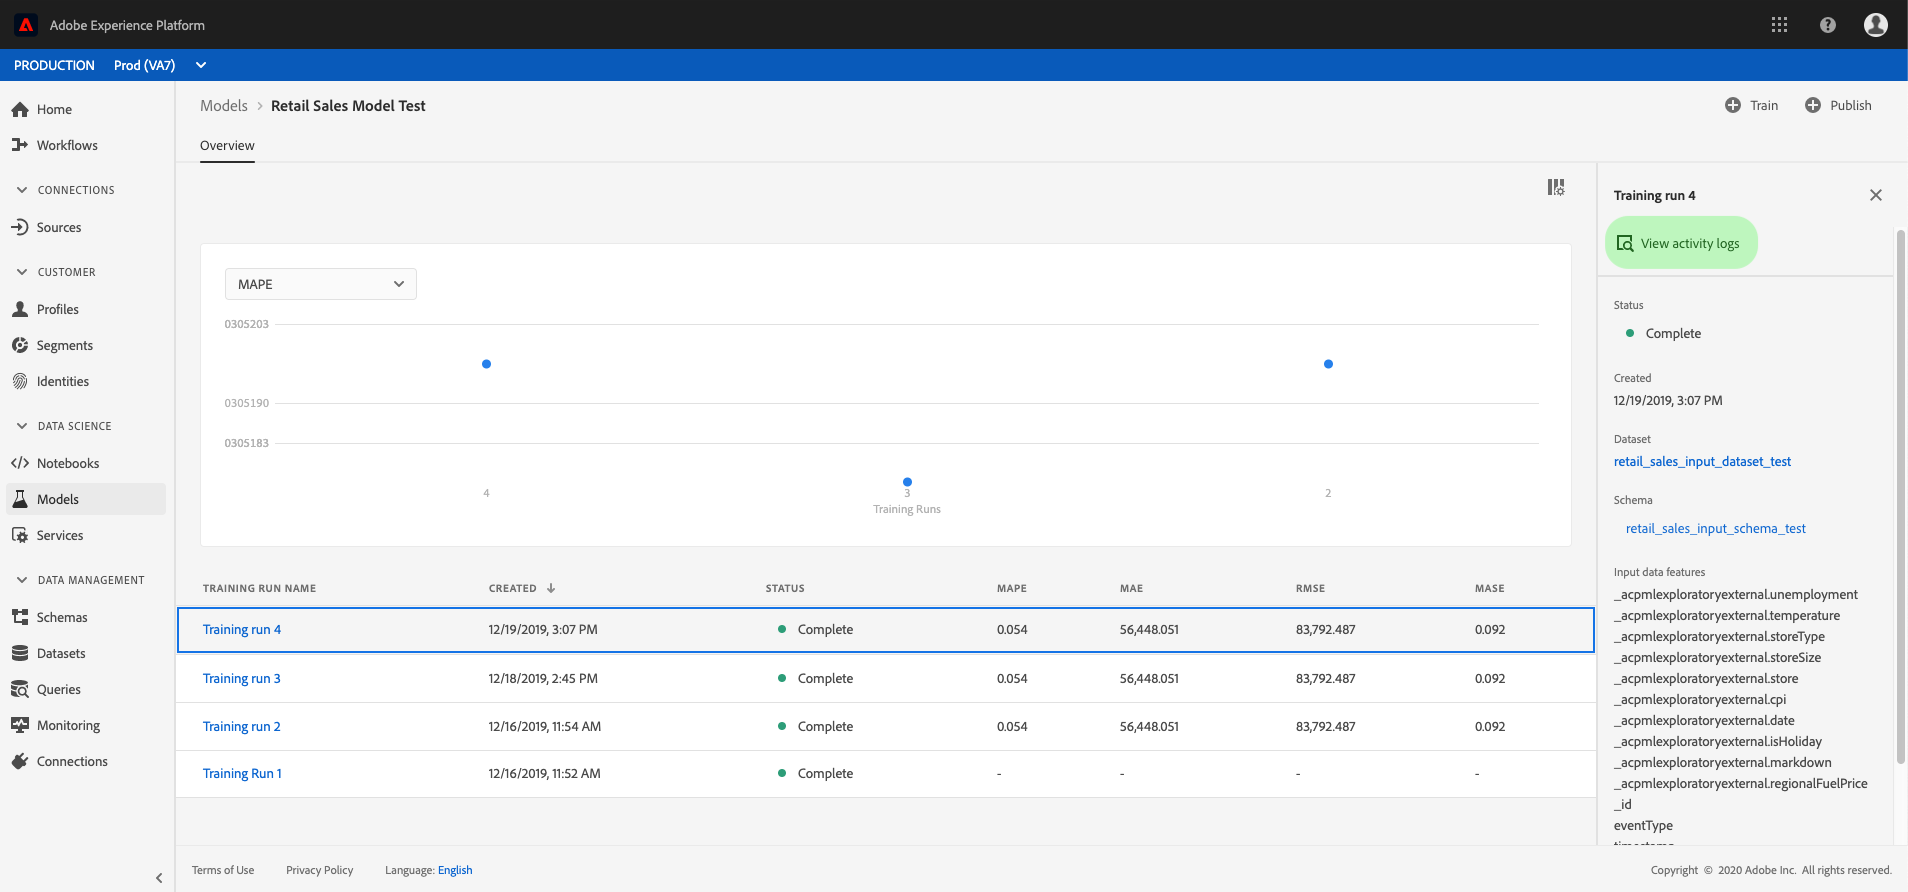 Adobe Experience Platform
PRODUCTION Prod (VA7)
Home
Workflows
CONNECTIONS
Sources
CUSTOMER
Profiles
Segments
Identities
DATA SCIENCE
Notebooks
Models
Services
DATA MANAGEMENT
Schemas
Datasets
Queries
Monitoring
Connections
Models > Retail Sales Model Test
Train Publish
Overview
MAPE
0305203
0305190
0305183
4 3 2
Training Runs
TRAINING RUN NAME CREATED ↓ STATUS MAPE MAE RMSE MASE
Training run 4 12/19/2019, 3:07 PM Complete 0.054 56,448.051 83,792.487 0.092
Training run 3 12/18/2019, 2:45 PM Complete 0.054 56,448.051 83,792.487 0.092
Training run 2 12/16/2019, 11:54 AM Complete 0.054 56,448.051 83,792.487 0.092
Training Run 1 12/16/2019, 11:52 AM Complete - - - -
Training run 4
View activity logs
Status
Complete
Created
12/19/2019, 3:07 PM
Dataset
retail_sales_input_dataset_test
Schema
retail_sales_input_schema_test
Input data features
_acpmlexploratoryexternal.unemployment
_acpmlexploratoryexternal.temperature
_acpmlexploratoryexternal.storeType
_acpmlexploratoryexternal.storeSize
_acpmlexploratoryexternal.store
_acpmlexploratoryexternal.cpi
_acpmlexploratoryexternal.date
_acpmlexploratoryexternal.isHoliday
_acpmlexploratoryexternal.markdown
_acpmlexploratoryexternal.regionalFuelPrice
_id
eventType
Terms of Use Privacy Policy Language: English
Copyright © 2020 Adobe Inc. All rights reserved.